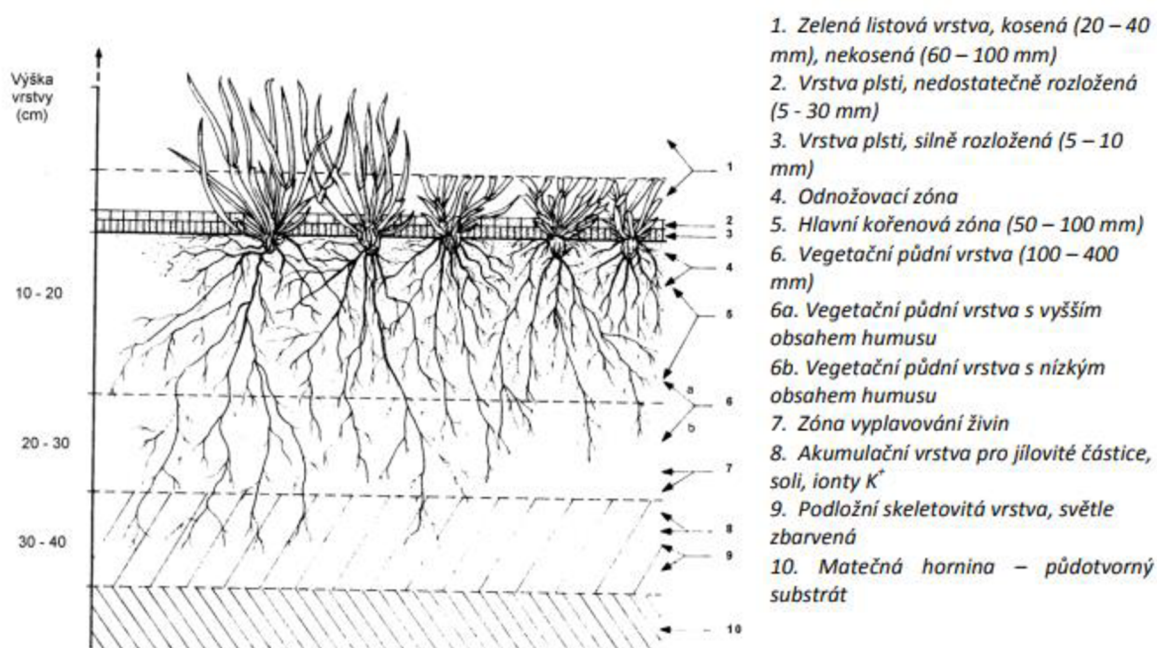 Výška
vrstvy
(cm)
10 - 20
20 - 30
30 - 40
1
2
3
4
5
a
6
b
7
8
9
10
1. Zelená listová vrstva, kosená (20 – 40
mm), nekosená (60 – 100 mm)
2. Vrstva plsti, nedostatečně rozložená
(5 - 30 mm)
3. Vrstva plsti, silně rozložená (5 – 10
mm)
4. Odnožovací zóna
5. Hlavní kořenová zóna (50 – 100 mm)
6. Vegetační půdní vrstva (100 – 400
mm)
6a. Vegetační půdní vrstva s vyšším
obsahem humusu
6b. Vegetační půdní vrstva s nízkým
obsahem humusu
7. Zóna vyplavování živin
8. Akumulační vrstva pro jílovité částice,
soli, ionty K⁺
9. Podložní skeletovitá vrstva, světle
zbarvená
10. Matečná hornina – půdotvorný
substrát